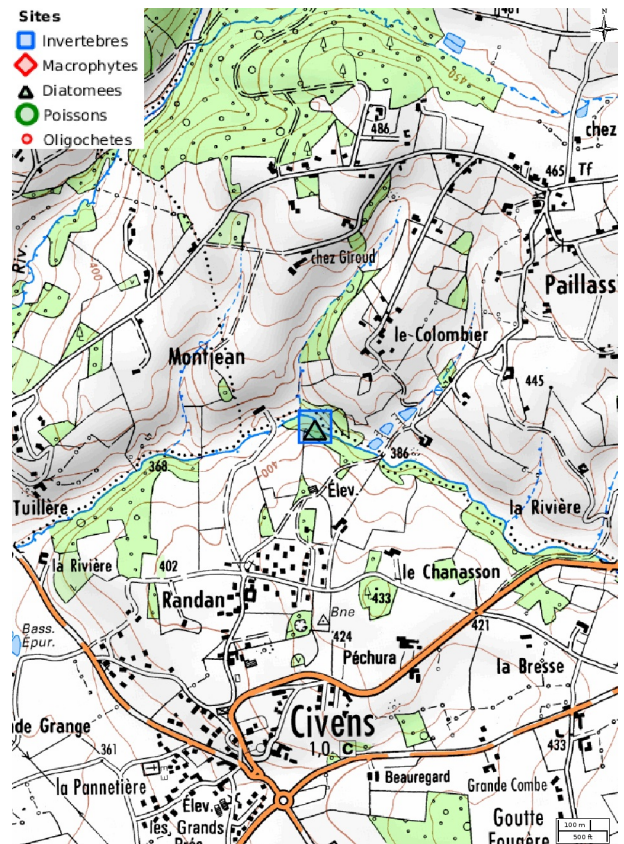 Sites
Invertebres
Macrophytes
Diatomees
Poissons
Oligochetes
N
450
486
chez
465
Tf
Riv.
400
chez Giroud
Paillass
le Colombier
Montjean
445
368
400
386
Tuillère
Élev.
la Rivière
la Rivière
402
le Chanasson
Randan
433
Bne
421
Bass.
Épur.
424
Péchura
la Bresse
Civens
de Grange
1.0
C
433
361
la Pannetière
Beauregard
Grande Combe
Élev.
les Grands
Prés
Goutte
Fougère
100 m
500 ft